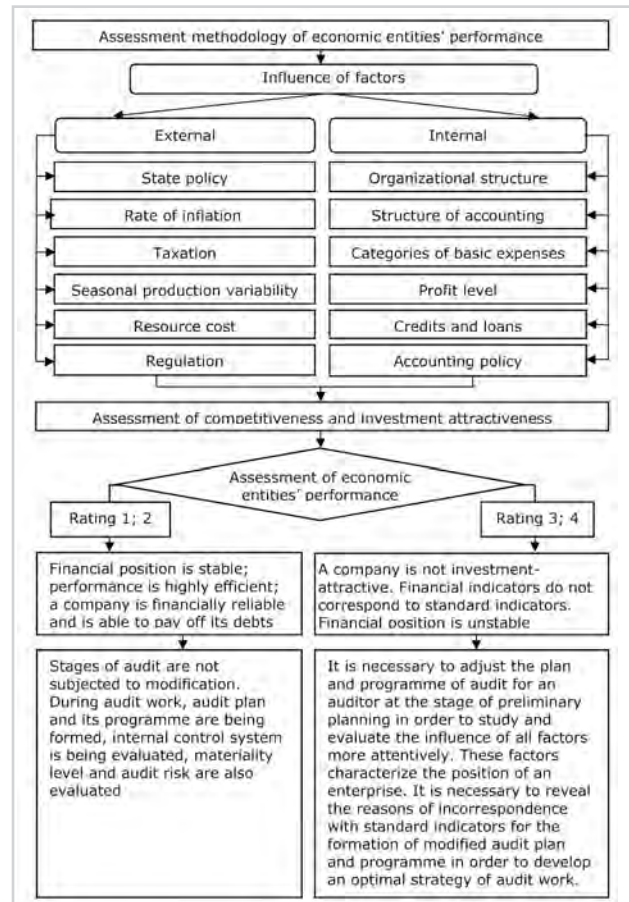 Assessment methodology of economic entities' performance
Influence of factors
External
Internal
State policy
Organizational structure
Rate of inflation
Structure of accounting
Taxation
Categories of basic expenses
Seasonal production variability
Profit level
Resource cost
Credits and loans
Regulation
Accounting policy
Assessment of competitiveness and investment attractiveness
Assessment of economic
entities' performance
Rating 1; 2
Rating 3; 4
Financial position is stable;
performance is highly efficient;
a company is financially reliable
and is able to pay off its debts
A company is not investment-
attractive. Financial indicators do not
correspond to standard indicators.
Financial position is unstable
Stages of audit are not
subjected to modification.
During audit work, audit plan
and its programme are being
formed, internal control system
is being evaluated, materiality
level and audit risk are also
evaluated
It is necessary to adjust the plan
and programme of audit for an
auditor at the stage of preliminary
planning in order to study and
evaluate the influence of all factors
more attentively. These factors
characterize the position of an
enterprise. It is necessary to reveal
the reasons of incorrespondence
with standard indicators for the
formation of modified audit plan
and programme in order to develop
an optimal strategy of audit work.